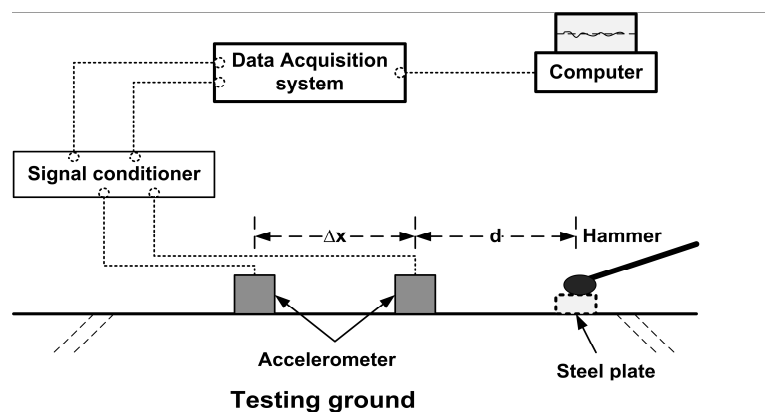 Data Acquisition
system
Computer
Signal conditioner
Δx
d
Hammer
Accelerometer
Steel plate
Testing ground